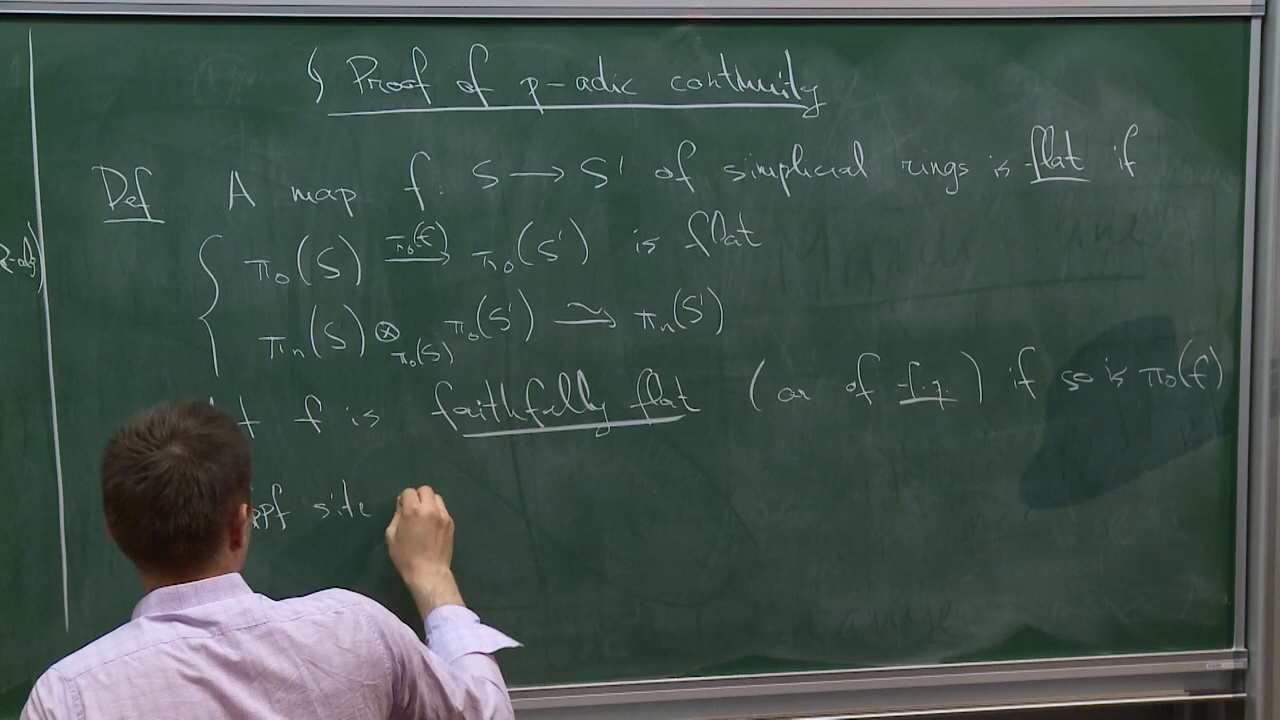 § Proof of p-adic continuity
Def A map f: S → S' of simplicial rings is flat if
π₀(S) →^{π₀(f)} π₀(S') is flat
πₙ(S) ⊗_{π₀(S)} π₀(S') ⥲ πₙ(S')
f is faithfully flat (or of f.g.) if so is π₀(f)
ppf site